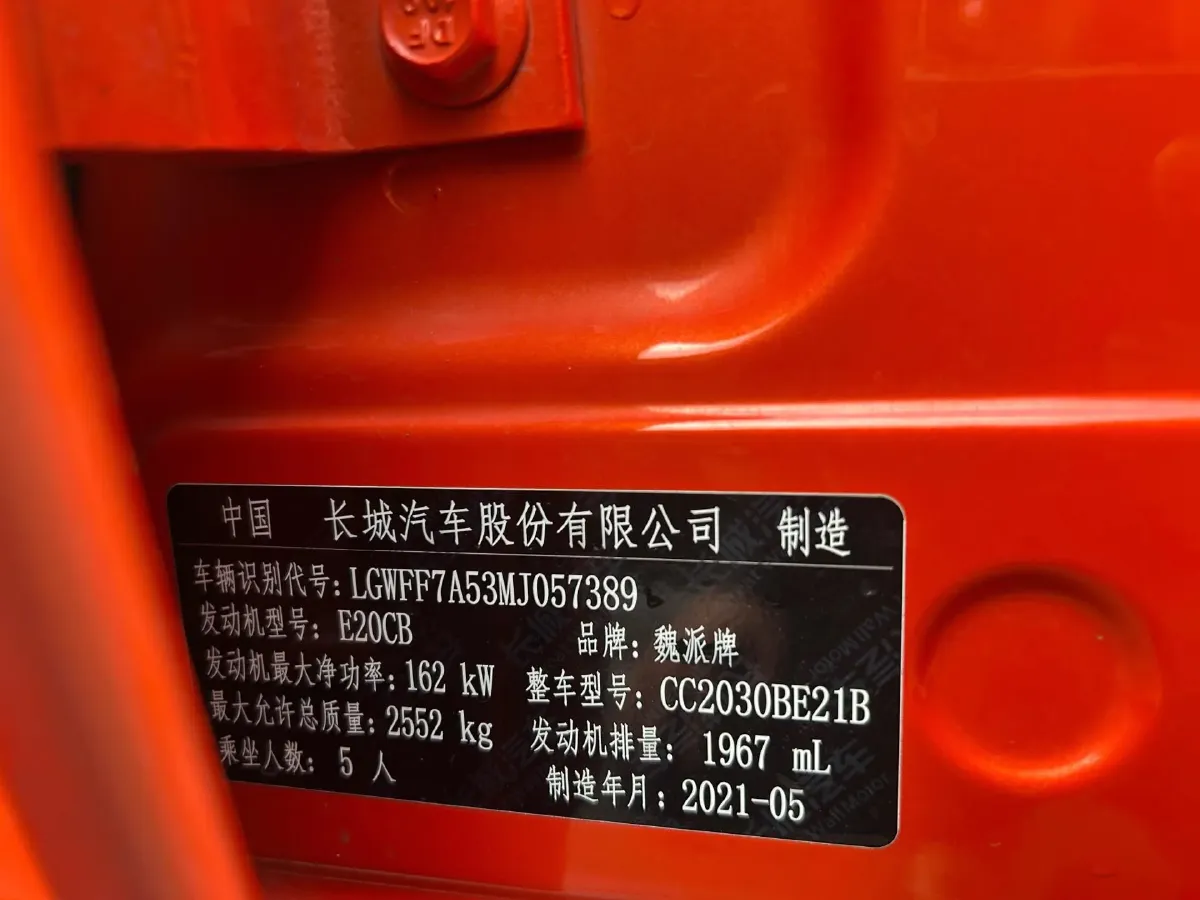 中国 长城汽车股份有限公司 制造
车辆识别代号：LGWFF7A53MJ057389
发动机型号：E20CB 品牌：魏派牌
发动机最大净功率：162 kW 整车型号：CC2030BE21B
最大允许总质量：2552 kg 发动机排量：1967 mL
乘坐人数：5 人 制造年月：2021-05